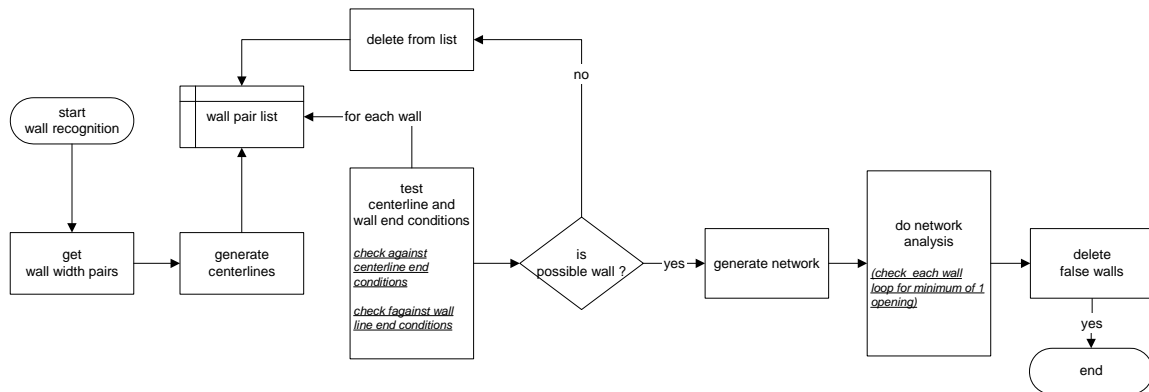 delete from list
no
start
wall recognition
wall pair list
for each wall
test
centerline and
wall end conditions
check against
centerline end
conditions
check fagainst wall
line end conditions
get
wall width pairs
generate
centerlines
is
possible wall ?
yes
generate network
do network
analysis
(check  each wall
loop for minimum of 1
opening)
delete
false walls
yes
end